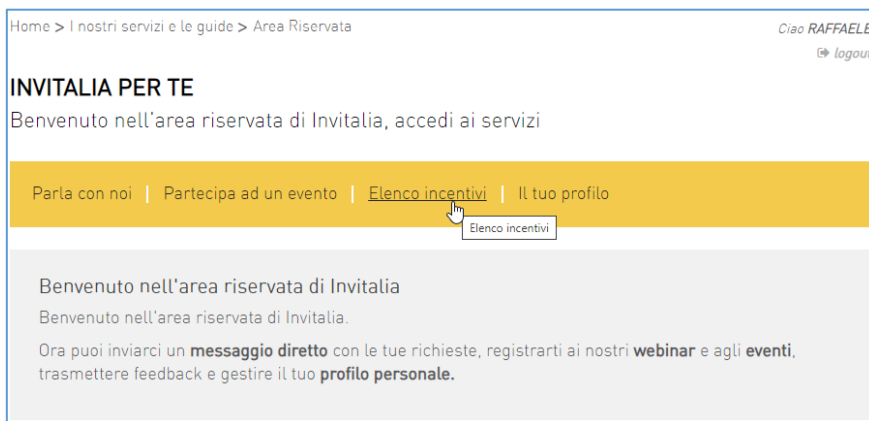 Home > I nostri servizi e le guide > Area Riservata
Ciao RAFFAELE
logout
INVITALIA PER TE
Benvenuto nell'area riservata di Invitalia, accedi ai servizi
Parla con noi | Partecipa ad un evento | Elenco incentivi | Il tuo profilo
Elenco incentivi
Benvenuto nell'area riservata di Invitalia
Benvenuto nell'area riservata di Invitalia.
Ora puoi inviarci un messaggio diretto con le tue richieste, registrarti ai nostri webinar e agli eventi,
trasmettere feedback e gestire il tuo profilo personale.